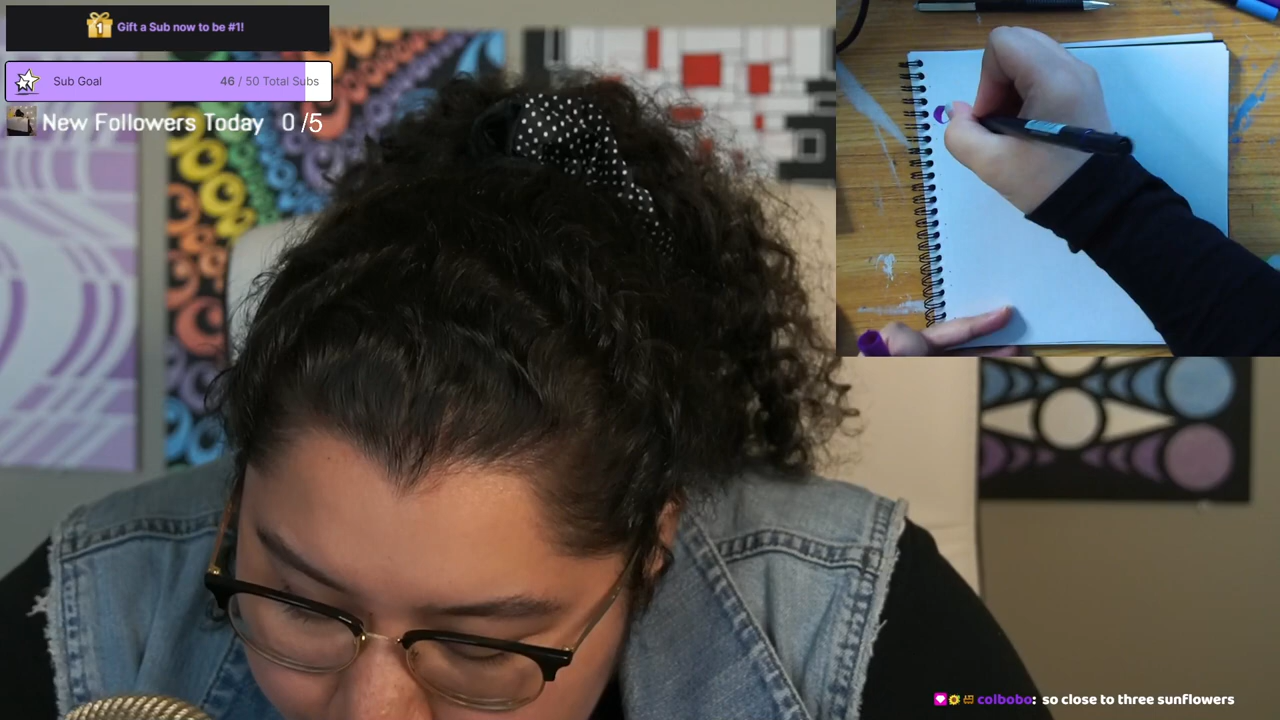 1 Gift a Sub now to be #1!
Sub Goal 46 / 50 Total Subs
New Followers Today 0 /5
colbobo: so close to three sunflowers